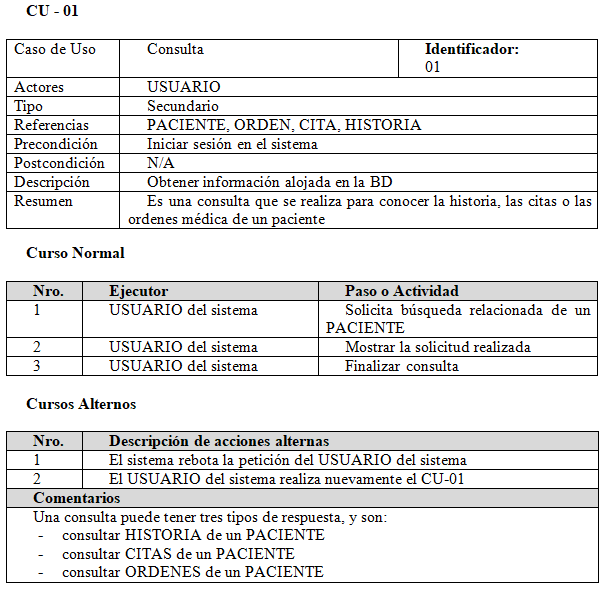 CU - 01
Caso de Uso Consulta Identificador:
01
Actores USUARIO
Tipo Secundario
Referencias PACIENTE, ORDEN, CITA, HISTORIA
Precondición Iniciar sesión en el sistema
Postcondición N/A
Descripción Obtener información alojada en la BD
Resumen Es una consulta que se realiza para conocer la historia, las citas o las
ordenes médica de un paciente
Curso Normal
Nro. Ejecutor Paso o Actividad
1 USUARIO del sistema Solicita búsqueda relacionada de un
PACIENTE
2 USUARIO del sistema Mostrar la solicitud realizada
3 USUARIO del sistema Finalizar consulta
Cursos Alternos
Nro. Descripción de acciones alternas
1 El sistema rebota la petición del USUARIO del sistema
2 El USUARIO del sistema realiza nuevamente el CU-01
Comentarios
Una consulta puede tener tres tipos de respuesta, y son:
- consultar HISTORIA de un PACIENTE
- consultar CITAS de un PACIENTE
- consultar ORDENES de un PACIENTE